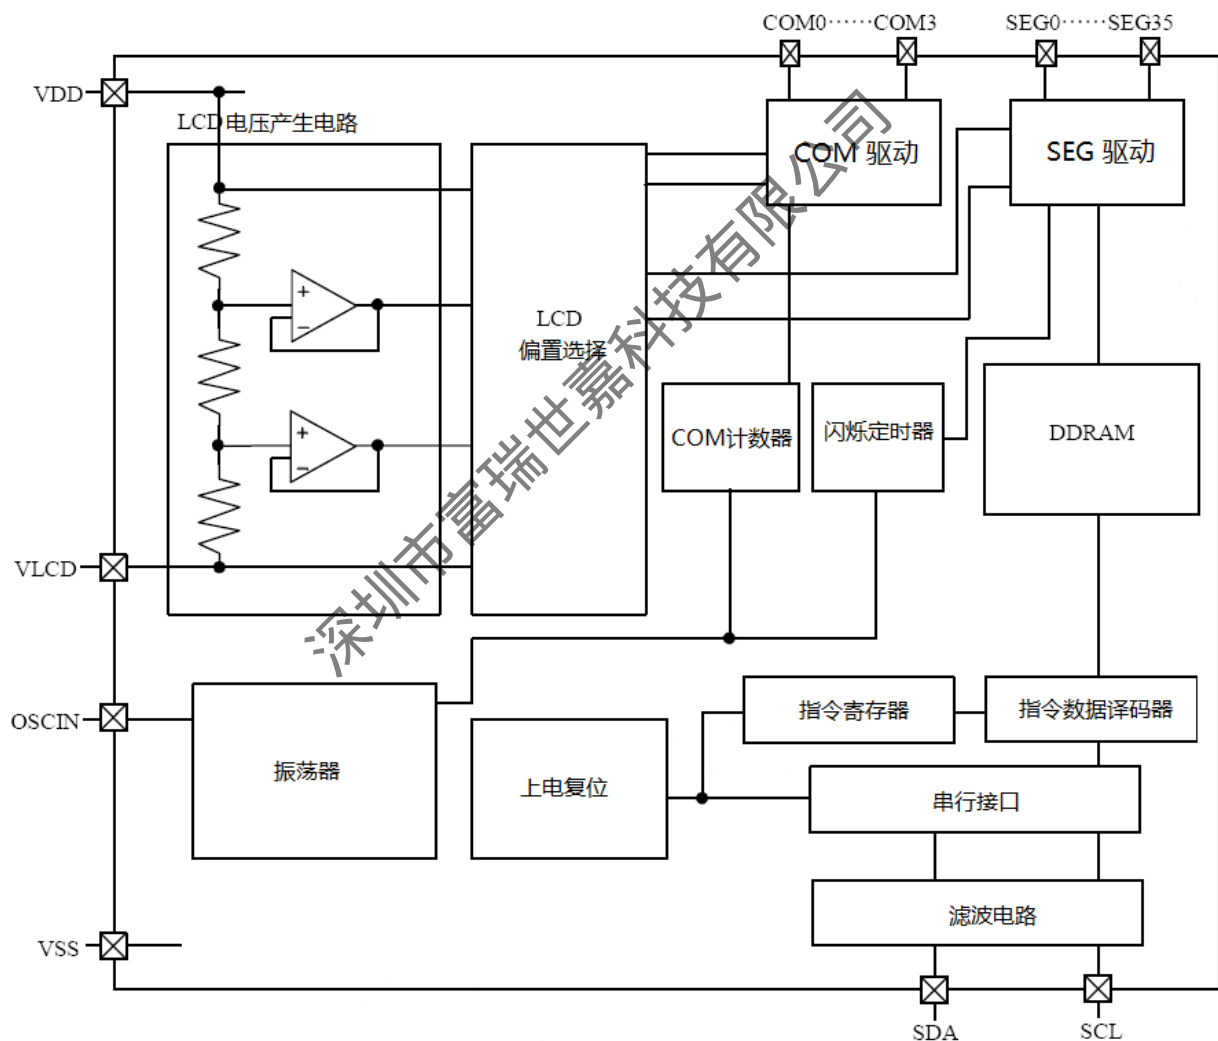 COM0······COM3
SEG0······SEG35
VDD
LCD 电压产生电路
COM 驱动
SEG 驱动
LCD
偏置选择
COM计数器
闪烁定时器
DDRAM
VLCD
OSCIN
振荡器
上电复位
指令寄存器
指令数据译码器
串行接口
滤波电路
VSS
SDA
SCL
深圳市富瑞世嘉科技有限公司